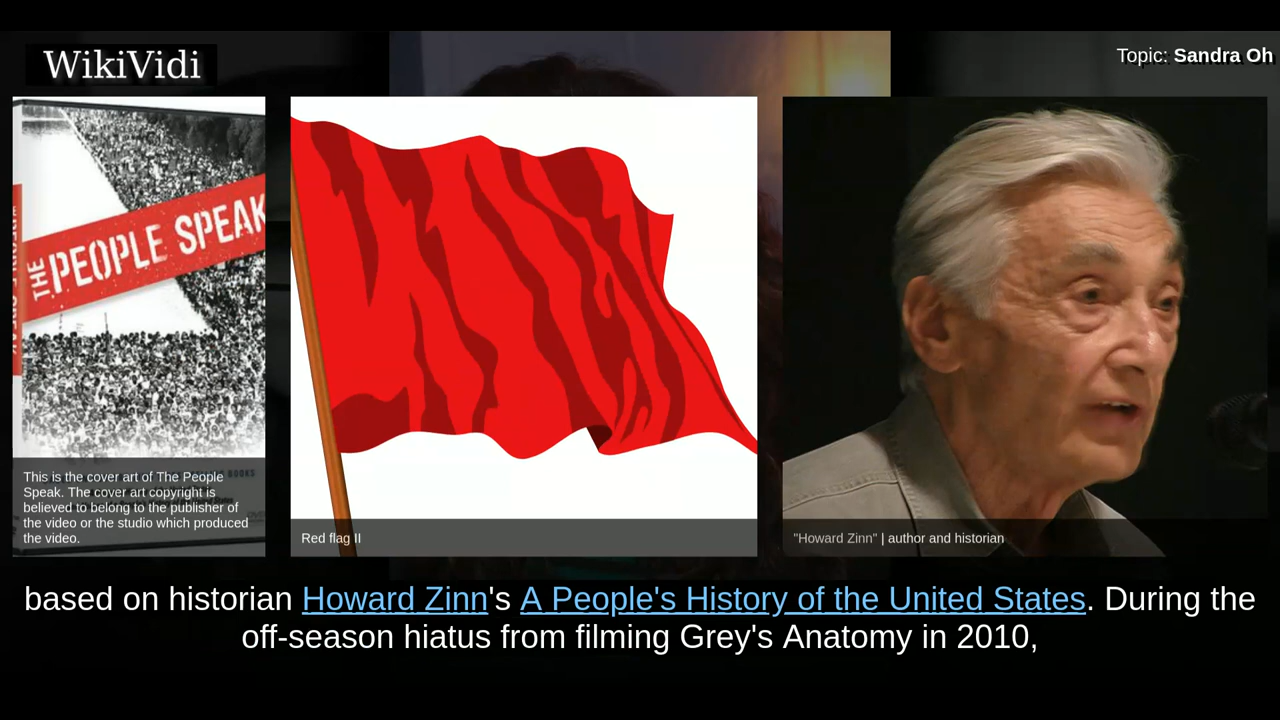 WikiVidi
Topic: Sandra Oh
THE PEOPLE SPEAK
This is the cover art of The People
Speak. The cover art copyright is
believed to belong to the publisher of
the video or the studio which produced
the video.
Red flag II
"Howard Zinn" | author and historian
based on historian Howard Zinn's A People's History of the United States. During the
off-season hiatus from filming Grey's Anatomy in 2010,